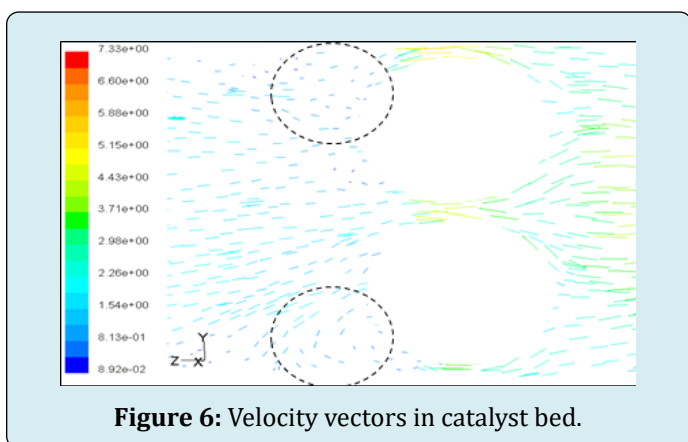 7.33e+00
6.60e+00
5.88e+00
5.15e+00
4.43e+00
3.71e+00
2.98e+00
2.26e+00
1.54e+00
8.13e-01
8.92e-02
Y
Z X
Figure 6: Velocity vectors in catalyst bed.